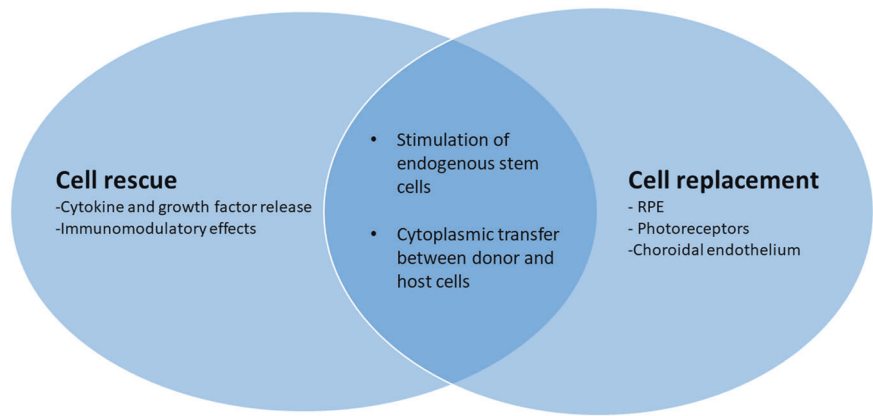 Cell rescue
-Cytokine and growth factor release
-Immunomodulatory effects
• Stimulation of
endogenous stem
cells
• Cytoplasmic transfer
between donor and
host cells
Cell replacement
- RPE
- Photoreceptors
-Choroidal endothelium